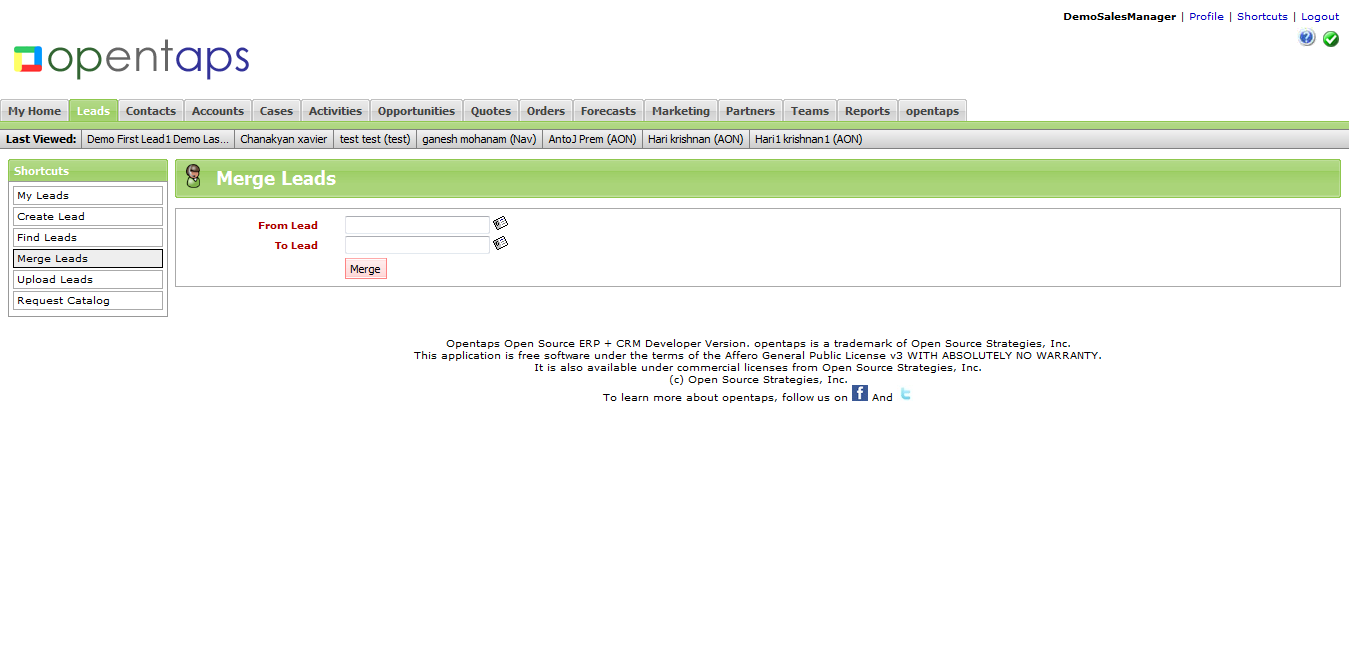 DemoSalesManager | Profile | Shortcuts | Logout
opentaps
My Home Leads Contacts Accounts Cases Activities Opportunities Quotes Orders Forecasts Marketing Partners Teams Reports opentaps
Last Viewed: Demo First Lead1 Demo Las... Chanakyan xavier test test (test) ganesh mohanam (Nav) AntoJ Prem (AON) Hari krishnan (AON) Hari1 krishnan1 (AON)
Shortcuts
My Leads
Create Lead
Find Leads
Merge Leads
Upload Leads
Request Catalog
Merge Leads
From Lead
To Lead
Merge
Opentaps Open Source ERP + CRM Developer Version. opentaps is a trademark of Open Source Strategies, Inc.
This application is free software under the terms of the Affero General Public License v3 WITH ABSOLUTELY NO WARRANTY.
It is also available under commercial licenses from Open Source Strategies, Inc.
(c) Open Source Strategies, Inc.
To learn more about opentaps, follow us on f And t